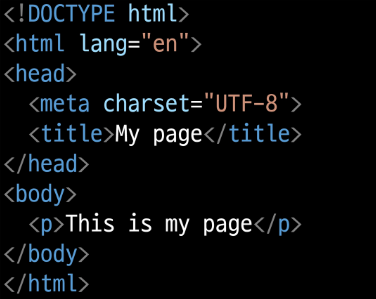 <!DOCTYPE html>
<html lang="en">
<head>
  <meta charset="UTF-8">
  <title>My page</title>
</head>
<body>
  <p>This is my page</p>
</body>
</html>